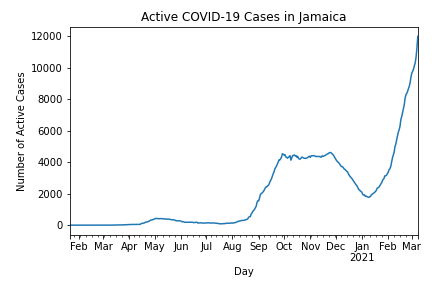 Active COVID-19 Cases in Jamaica
Number of Active Cases
12000
10000
8000
6000
4000
2000
0
Feb Mar Apr May Jun Jul Aug Sep Oct Nov Dec Jan Feb Mar
2021
Day